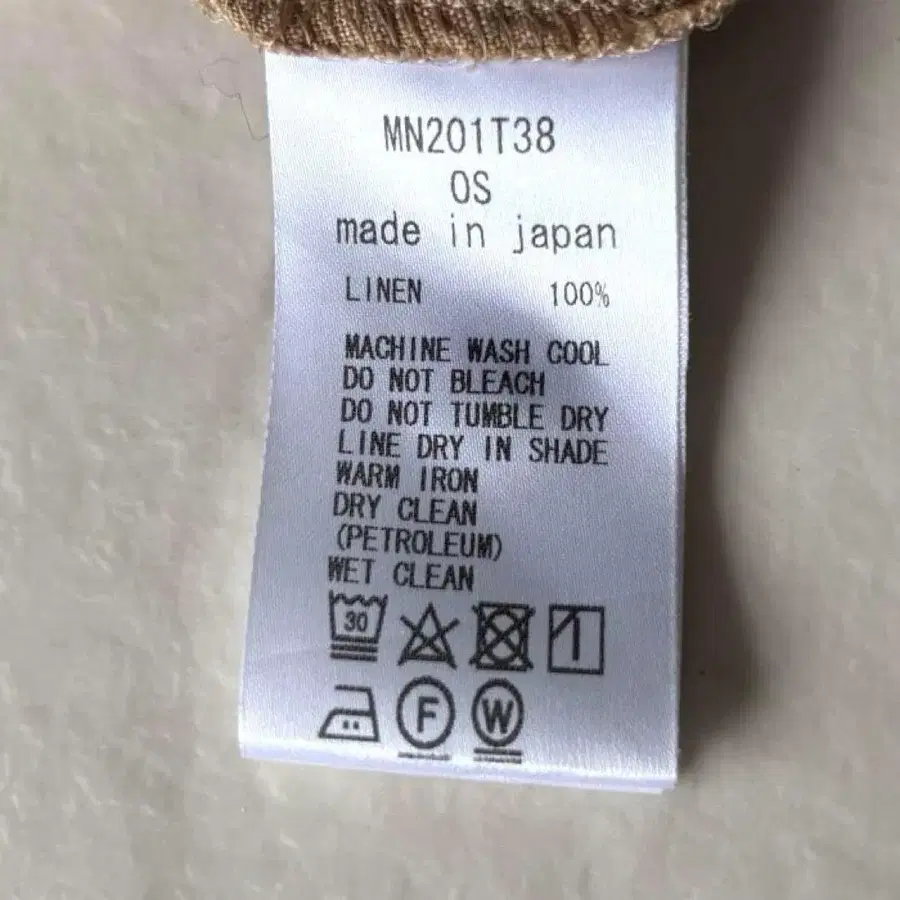 MN201T38
OS
made in japan
LINEN 100%
MACHINE WASH COOL
DO NOT BLEACH
DO NOT TUMBLE DRY
LINE DRY IN SHADE
WARM IRON
DRY CLEAN
(PETROLEUM)
WET CLEAN
30
F W